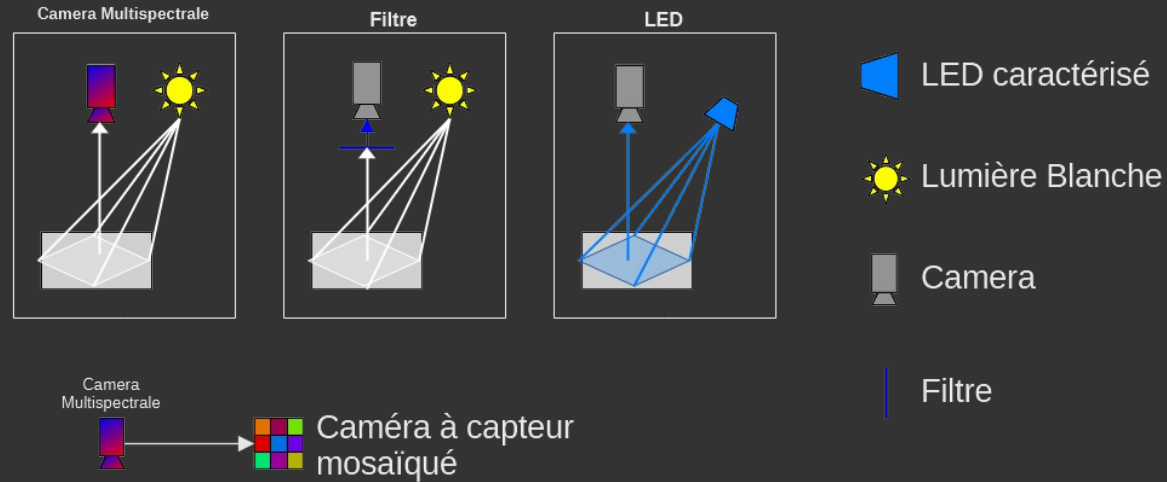 Camera Multispectrale
Filtre
LED
LED caractérisé
Lumière Blanche
Camera
Filtre
Camera
Multispectrale
Caméra à capteur
mosaïqué